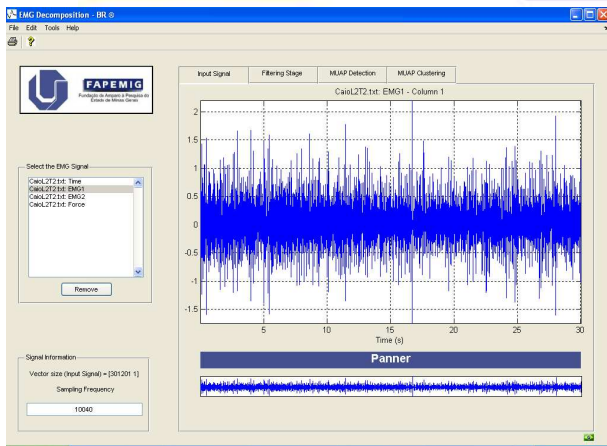 EMG Decomposition - BR ®
File Edit Tools Help
FAPEMIG
Fundação de Amparo à Pesquisa do
Estado de Minas Gerais
Select the EMG Signal
CaioL2T2.txt: Time
CaioL2T2.txt: EMG1
CaioL2T2.txt: EMG2
CaioL2T2.txt: Force
Remove
Signal Information
Vector size (Input Signal) = [301201 1]
Sampling Frequency
10040
Input Signal Filtering Stage MUAP Detection MUAP Clustering
CaioL2T2.txt: EMG1 - Column 1
2
1.5
1
0.5
0
-0.5
-1
-1.5
5 10 15 20 25 30
Time (s)
Panner